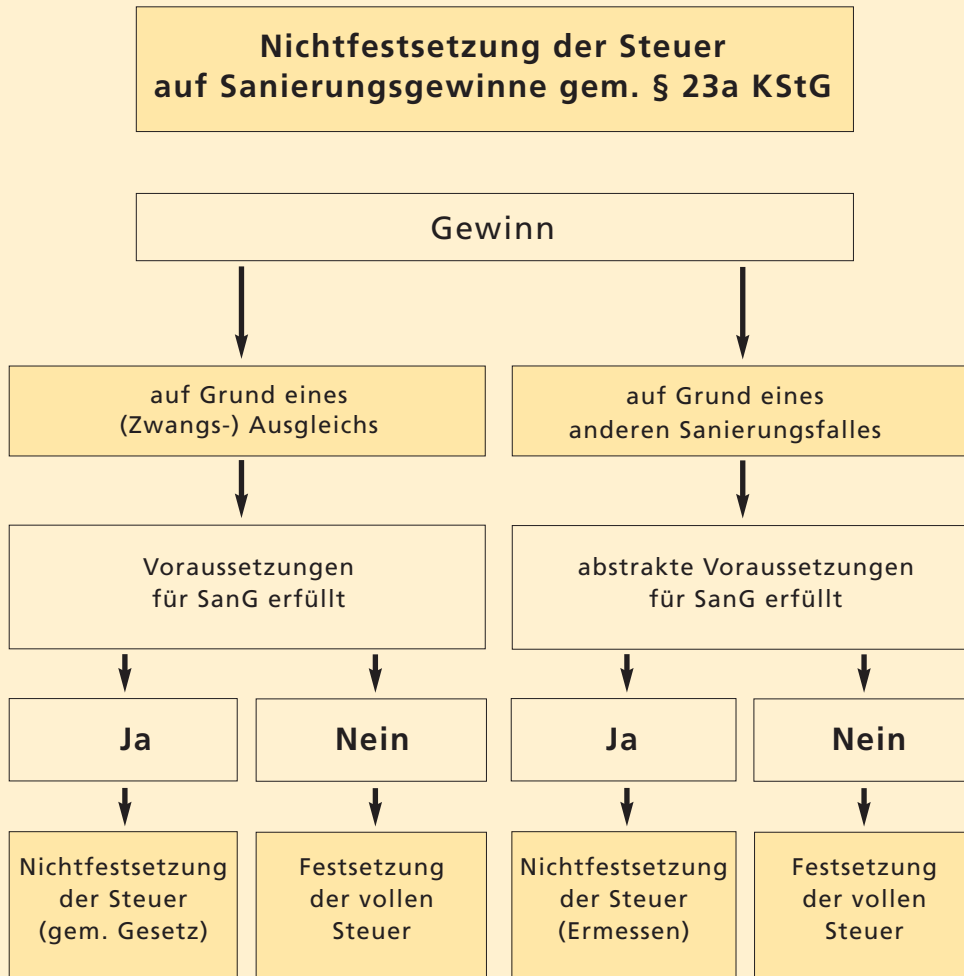 Nichtfestsetzung der Steuer
auf Sanierungsgewinne gem. § 23a KStG
Gewinn
auf Grund eines
(Zwangs-) Ausgleichs
auf Grund eines
anderen Sanierungsfalles
Voraussetzungen
für SanG erfüllt
abstrakte Voraussetzungen
für SanG erfüllt
Ja
Nein
Ja
Nein
Nichtfestsetzung
der Steuer
(gem. Gesetz)
Festsetzung
der vollen
Steuer
Nichtfestsetzung
der Steuer
(Ermessen)
Festsetzung
der vollen
Steuer